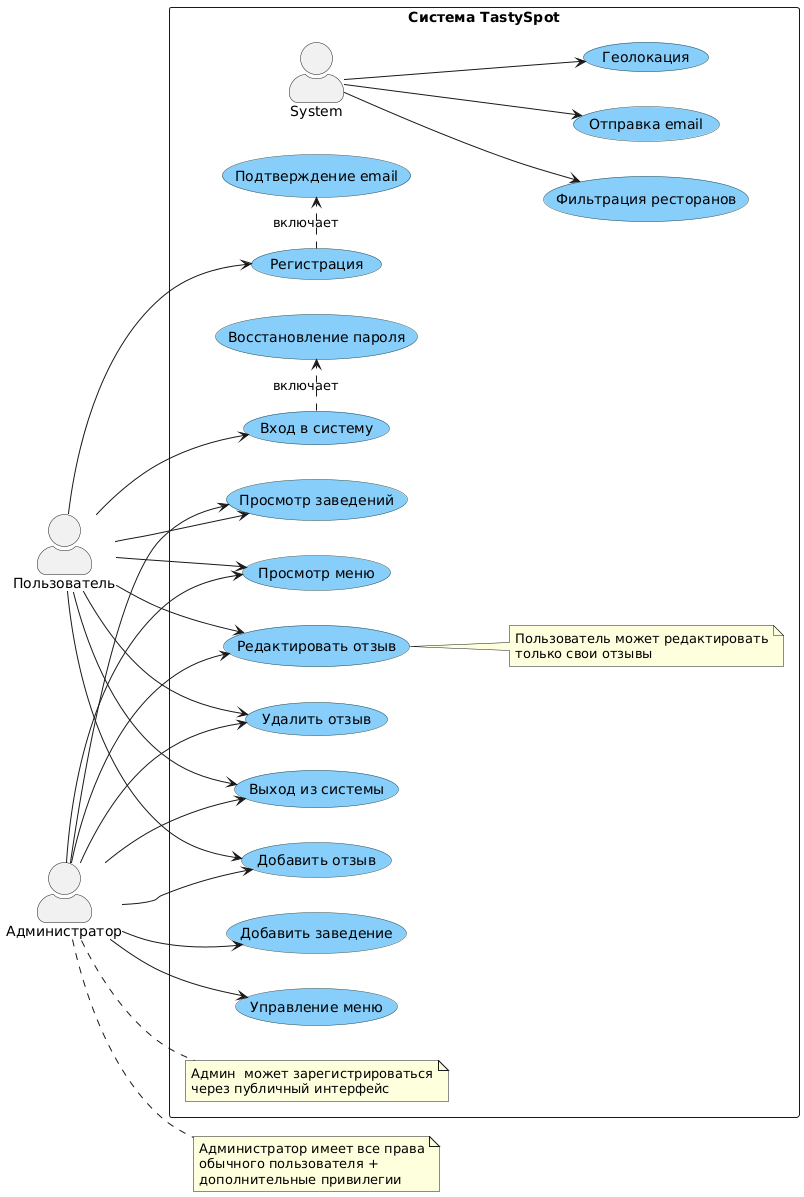 Система TastySpot
System
Геолокация
Отправка email
Фильтрация ресторанов
Подтверждение email
включает
Регистрация
Восстановление пароля
включает
Вход в систему
Просмотр заведений
Просмотр меню
Пользователь
Редактировать отзыв
Пользователь может редактировать
только свои отзывы
Удалить отзыв
Выход из системы
Добавить отзыв
Администратор
Добавить заведение
Управление меню
Админ  может зарегистрироваться
через публичный интерфейс
Администратор имеет все права
обычного пользователя +
дополнительные привилегии